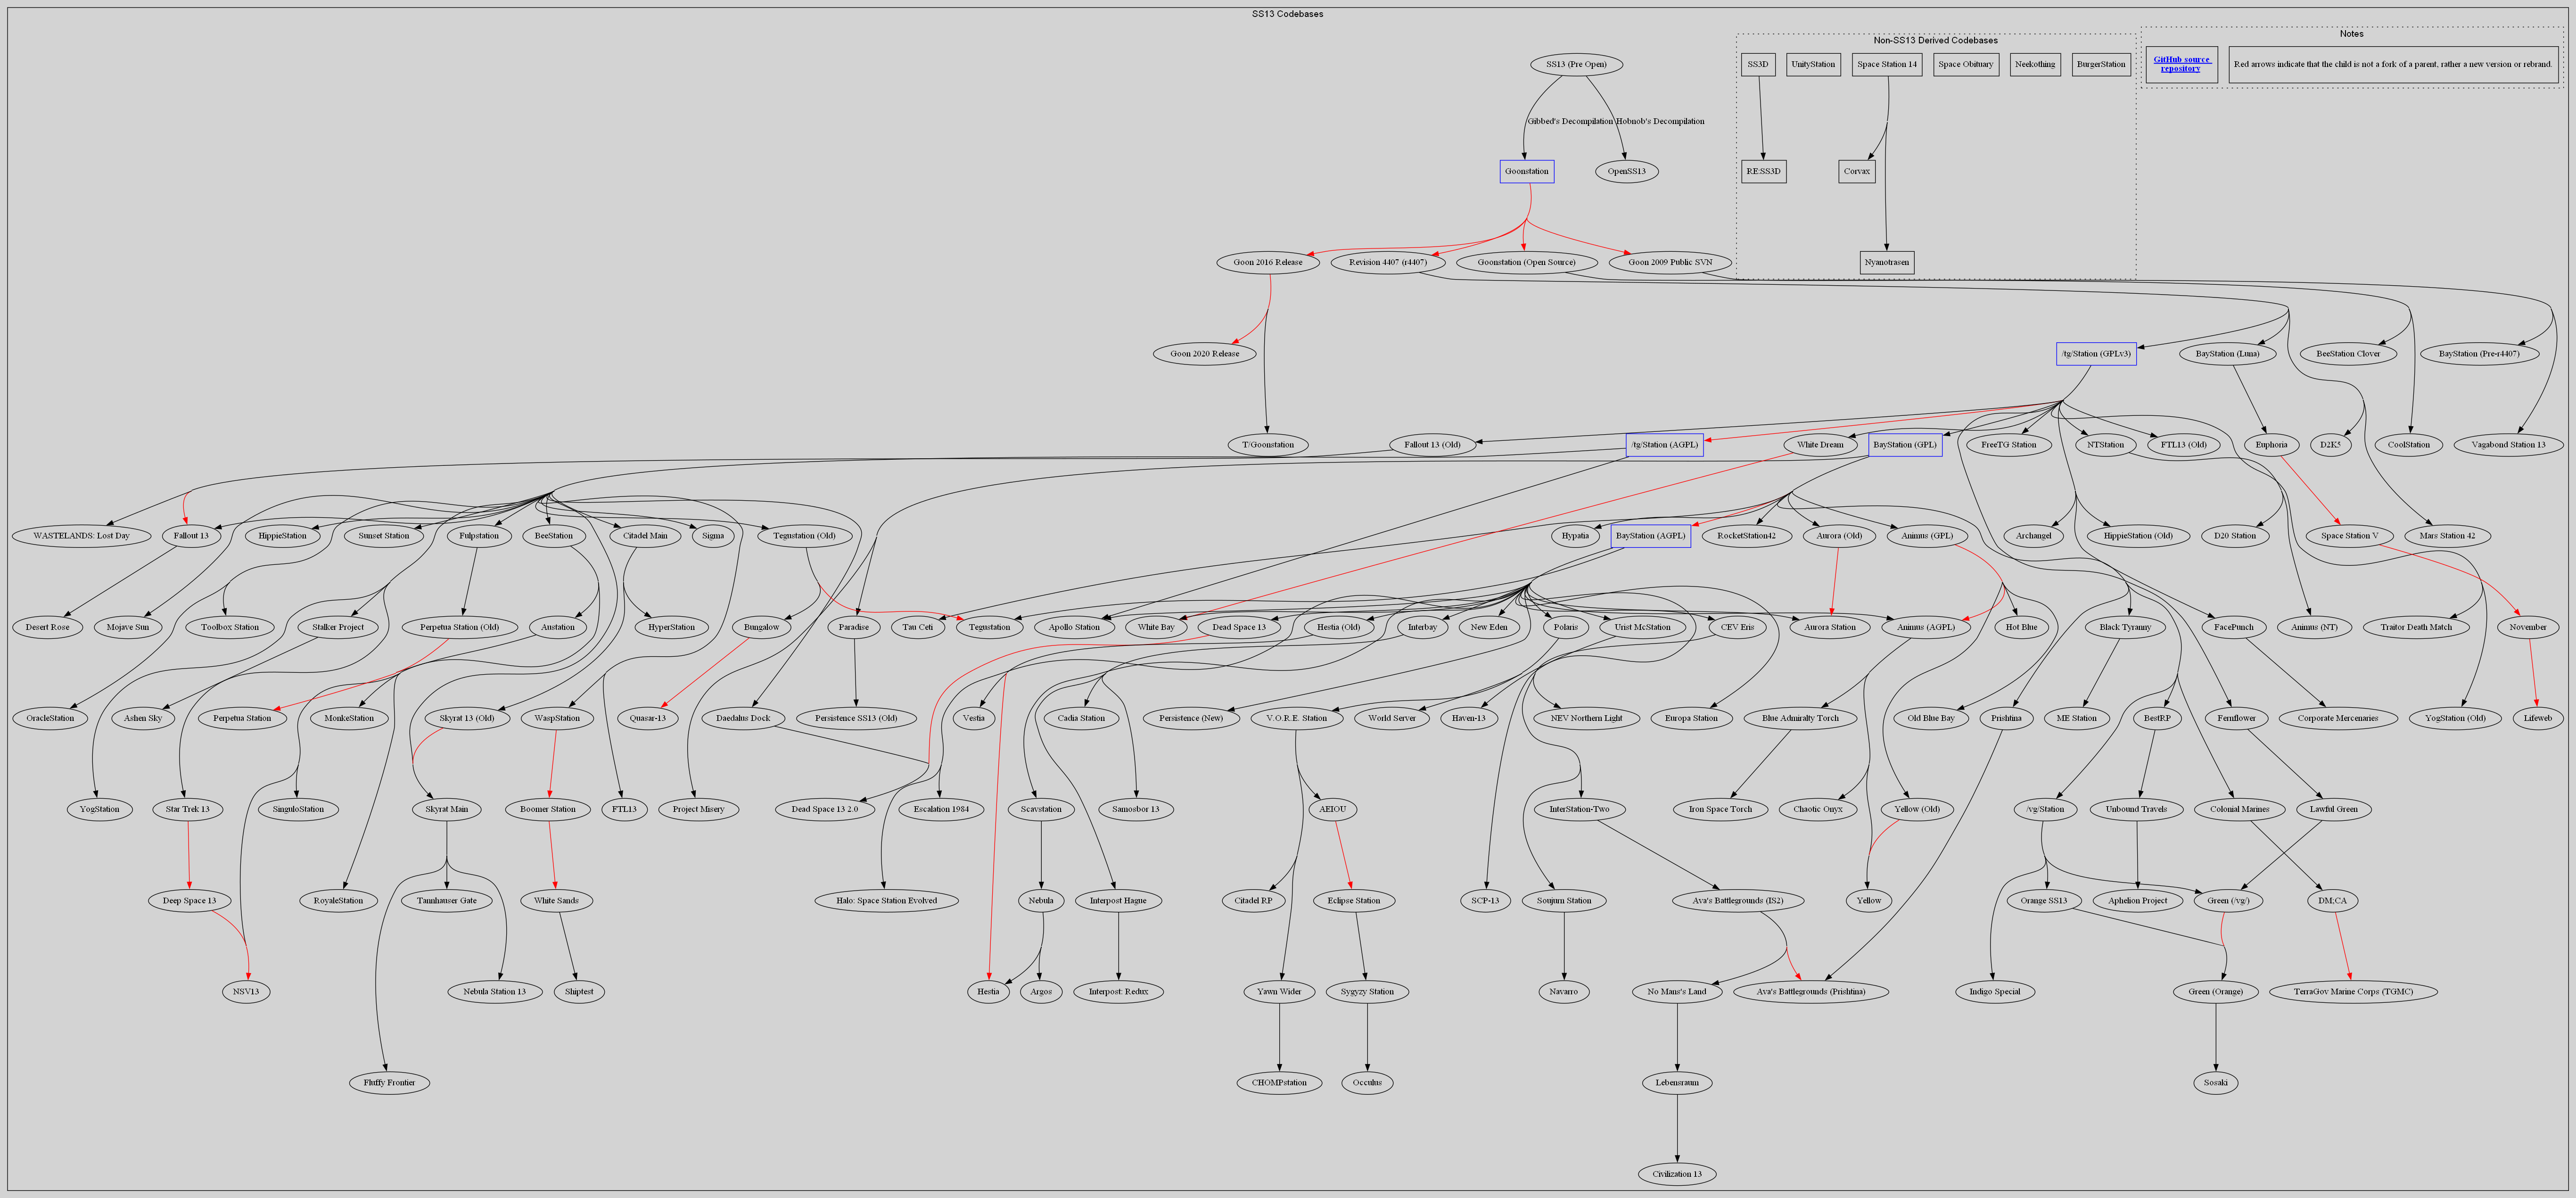 SS13 Codebases
Notes
Non-SS13 Derived Codebases
GitHub source
repository
Red arrows indicate that the child is not a fork of a parent, rather a new version or rebrand.
SS13 (Pre Open)
SS3D
UnityStation
Space Station 14
Space Obituary
Neekothing
BurgerStation
Gibbed's Decompilation
Hobnob's Decompilation
Goonstation
OpenSS13
RE:SS3D
Corvax
Goon 2016 Release
Revision 4407 (r4407)
Goonstation (Open Source)
Goon 2009 Public SVN
Nyanotrasen
Goon 2020 Release
/tg/Station (GPLv3)
BayStation (Luna)
BeeStation Clover
BayStation (Pre-r4407)
T/Goonstation
Fallout 13 (Old)
/tg/Station (AGPL)
White Dream
BayStation (GPL)
FreeTG Station
NTStation
FTL13 (Old)
Euphoria
D2K5
CoolStation
Vagabond Station 13
WASTELANDS: Lost Day
Fallout 13
HippieStation
Sunset Station
Fulpstation
BeeStation
Citadel Main
Sigma
Tegustation (Old)
Hypatia
BayStation (AGPL)
RocketStation42
Aurora (Old)
Animus (GPL)
Archangel
HippieStation (Old)
D20 Station
Space Station V
Mars Station 42
Desert Rose
Mojave Sun
Toolbox Station
Stalker Project
Perpetua Station (Old)
Austation
HyperStation
Bungalow
Paradise
Tau Ceti
Tegustation
Apollo Station
White Bay
Dead Space 13
Hestia (Old)
Interbay
New Eden
Polaris
Urist McStation
CEV Eris
Aurora Station
Animus (AGPL)
Hot Blue
Black Tyranny
FacePunch
Animus (NT)
Traitor Death Match
November
OracleStation
Ashen Sky
Perpetua Station
MonkeStation
Skyrat 13 (Old)
WaspStation
Quasar-13
Daedalus Dock
Persistence SS13 (Old)
Vestia
Cadia Station
Persistence (New)
V.O.R.E. Station
World Server
Haven-13
NEV Northern Light
Europa Station
Blue Admiralty Torch
Old Blue Bay
Prishtina
ME Station
BestRP
Fernflower
Corporate Mercenaries
YogStation (Old)
Lifeweb
YogStation
Star Trek 13
SinguloStation
Skyrat Main
Boomer Station
FTL13
Project Misery
Dead Space 13 2.0
Escalation 1984
Scavstation
Samosbor 13
AEIOU
InterStation-Two
Iron Space Torch
Chaotic Onyx
Yellow (Old)
/vg/Station
Unbound Travels
Colonial Marines
Lawful Green
Deep Space 13
RoyaleStation
Tannhauser Gate
White Sands
Halo: Space Station Evolved
Nebula
Interpost Hague
Citadel RP
Eclipse Station
SCP-13
Soujurn Station
Ava's Battlegrounds (IS2)
Yellow
Orange SS13
Aphelion Project
Green (/vg/)
DM;CA
NSV13
Nebula Station 13
Shiptest
Hestia
Argos
Interpost: Redux
Yawn Wider
Sygyzy Station
Navarro
No Mans's Land
Ava's Battlegrounds (Prishtina)
Indigo Special
Green (Orange)
TerraGov Marine Corps (TGMC)
Fluffy Frontier
CHOMPstation
Occulus
Lebensraum
Sosaki
Civilization 13